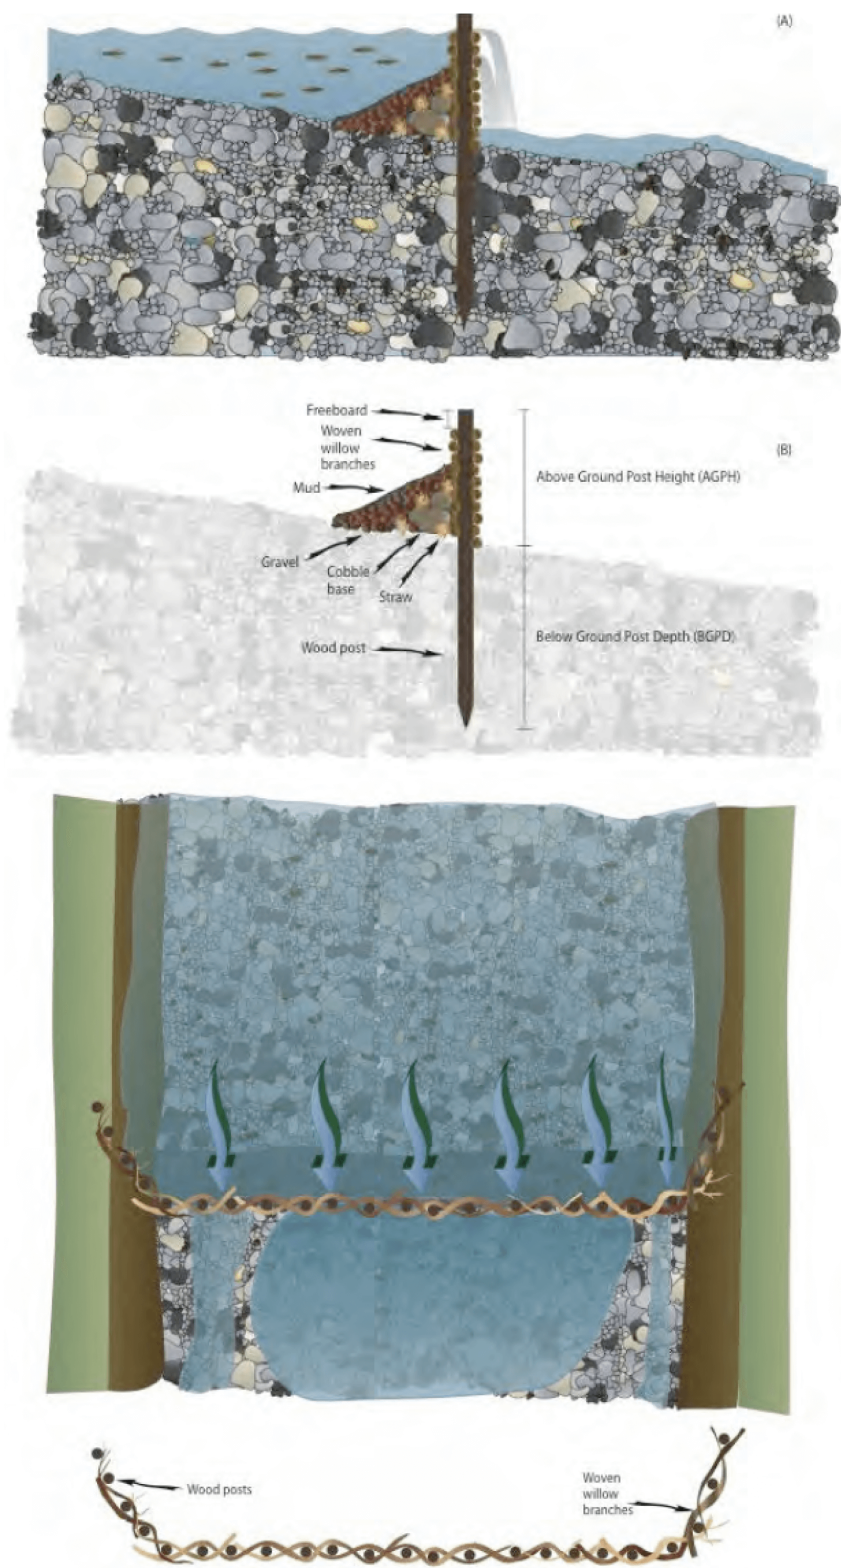 (A)
Freeboard
Woven
willow
branches
(B)
Above Ground Post Height (AGPH)
Mud
Gravel
Cobble
base
Straw
Wood post
Below Ground Post Depth (BGPD)
Wood posts
Woven
willow
branches